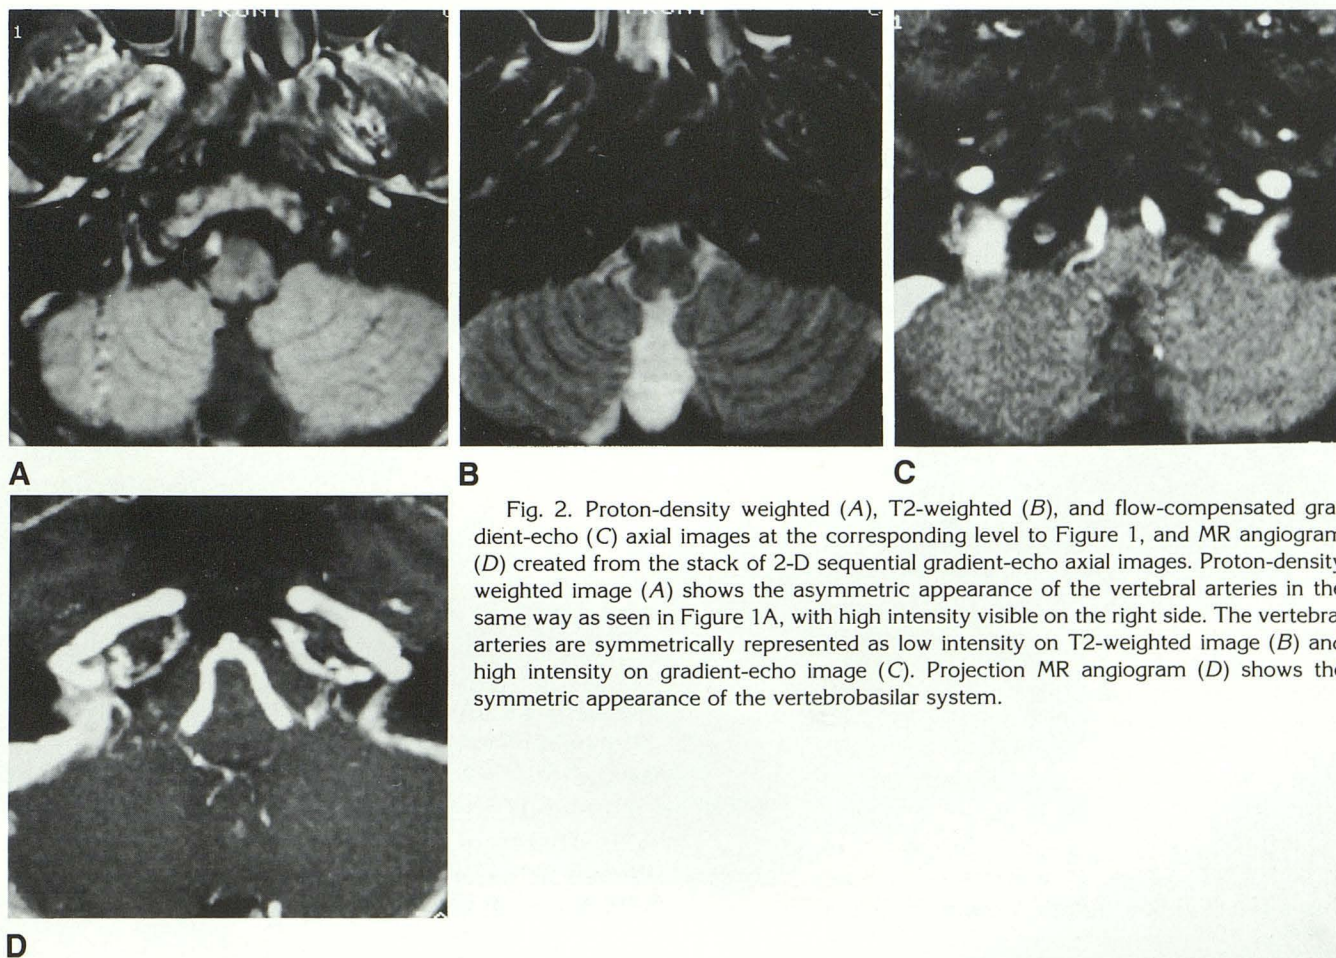 FRONT
FRONT
1
1
A
B
C
Fig. 2. Proton-density weighted (A), T2-weighted (B), and flow-compensated gra
dient-echo (C) axial images at the corresponding level to Figure 1, and MR angiogram
(D) created from the stack of 2-D sequential gradient-echo axial images. Proton-density
weighted image (A) shows the asymmetric appearance of the vertebral arteries in the
same way as seen in Figure 1A, with high intensity visible on the right side. The vertebra
arteries are symmetrically represented as low intensity on T2-weighted image (B) and
high intensity on gradient-echo image (C). Projection MR angiogram (D) shows the
symmetric appearance of the vertebrobasilar system.
D